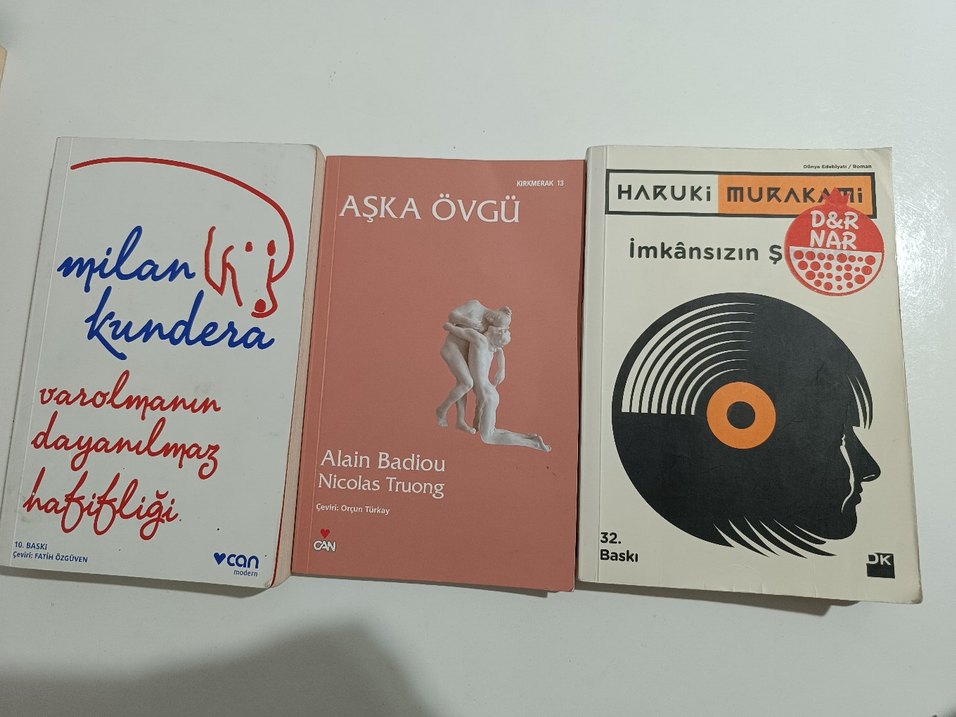 milan
kundera
varolmanın
dayanılmaz
hafifliği
10. BASKI
Çeviri: FATİH ÖZGÜVEN
can
modern
KIRKMERAK 13
AŞKA ÖVGÜ
Alain Badiou
Nicolas Truong
Çeviri: Orçun Türkay
CAN
Dünya Edebiyatı / Roman
HARUKi MURAKAMi
D&R
NAR
İmkânsızın Ş
32.
Baskı
DK